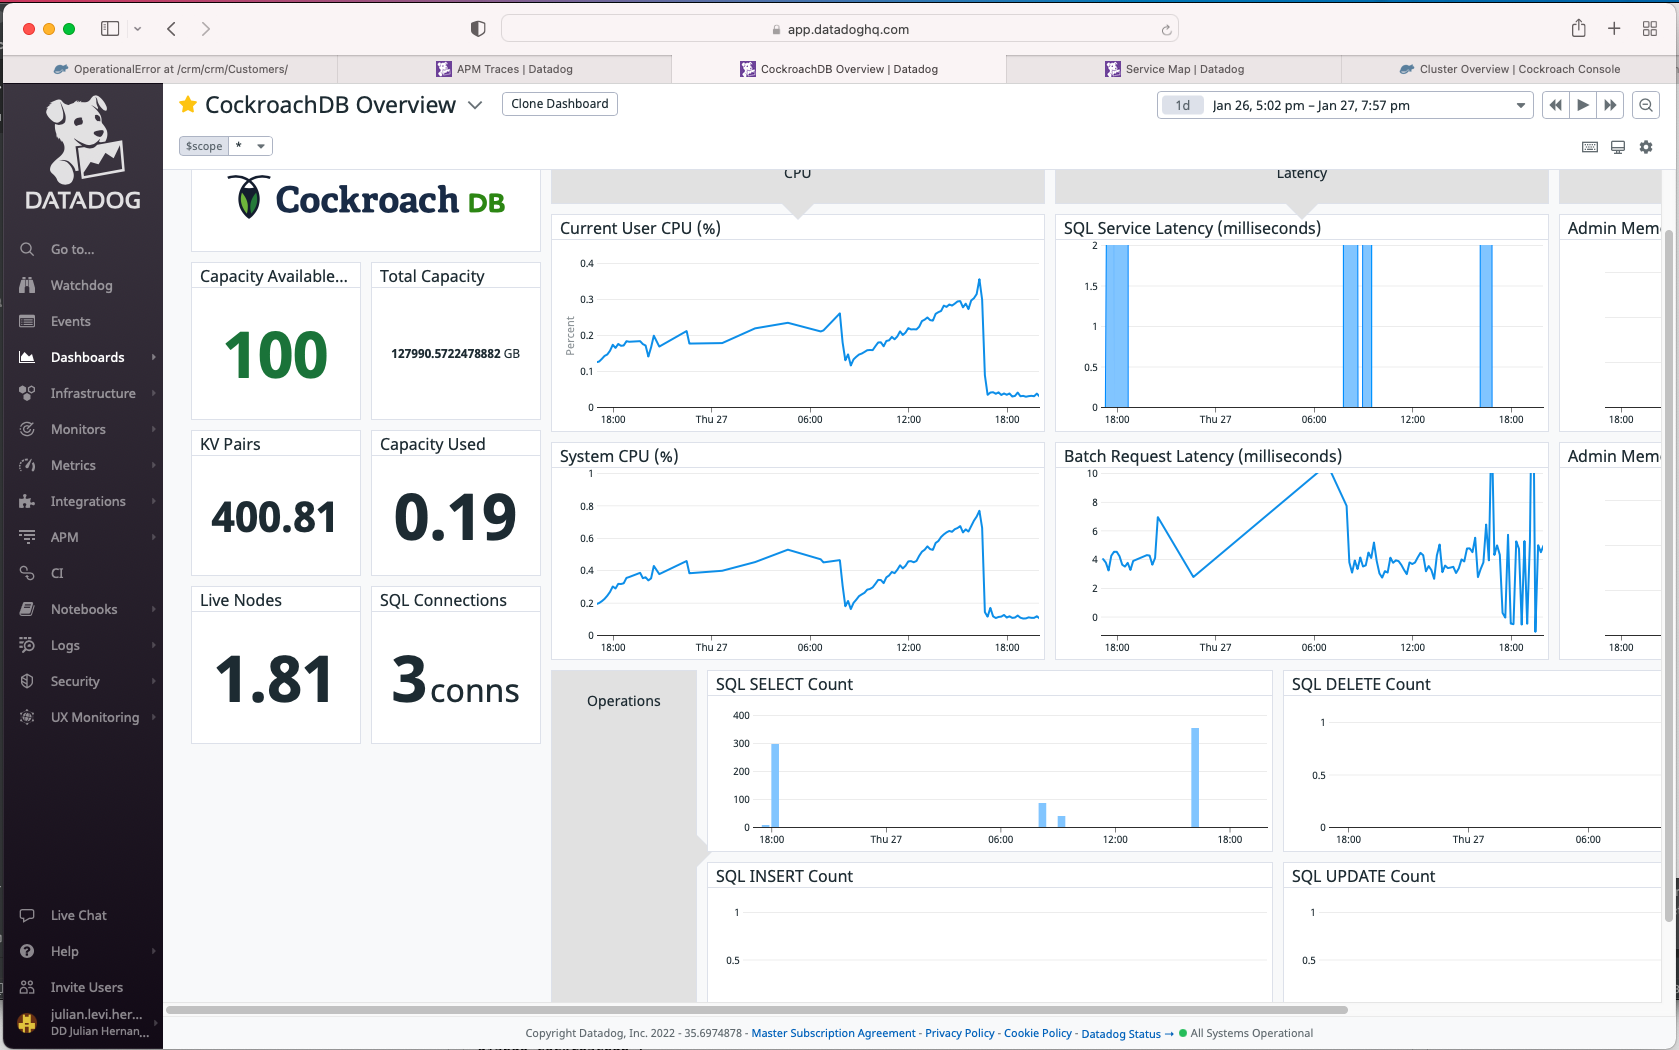 app.datadoghq.com
OperationalError at /crm/crm/Customers/
APM Traces | Datadog
CockroachDB Overview | Datadog
Service Map | Datadog
Cluster Overview | Cockroach Console
DATADOG
Go to...
Watchdog
Events
Dashboards
Infrastructure
Monitors
Metrics
Integrations
APM
CI
Notebooks
Logs
Security
UX Monitoring
Live Chat
Help
Invite Users
julian.levi.her...
DD Julian Hernan...
CockroachDB Overview
Clone Dashboard
1d Jan 26, 5:02 pm – Jan 27, 7:57 pm
$scope *
Cockroach DB
Capacity Available...
100
Total Capacity
127990.5722478882 GB
KV Pairs
400.81
Capacity Used
0.19
Live Nodes
1.81
SQL Connections
3 conns
CPU
Current User CPU (%)
Percent
0.4
0.3
0.2
0.1
0
18:00 Thu 27 06:00 12:00 18:00
System CPU (%)
1
0.8
0.6
0.4
0.2
0
18:00 Thu 27 06:00 12:00 18:00
Latency
SQL Service Latency (milliseconds)
2
1.5
1
0.5
0
18:00 Thu 27 06:00 12:00 18:00
Batch Request Latency (milliseconds)
10
8
6
4
2
0
18:00 Thu 27 06:00 12:00 18:00
Admin Mem
18:00
Admin Mem
18:00
Operations
SQL SELECT Count
400
300
200
100
0
18:00 Thu 27 06:00 12:00 18:00
SQL DELETE Count
1
0.5
0
18:00 Thu 27 06:00
SQL INSERT Count
1
0.5
SQL UPDATE Count
1
0.5
Copyright Datadog, Inc. 2022 - 35.6974878 - Master Subscription Agreement - Privacy Policy - Cookie Policy - Datadog Status → All Systems Operational